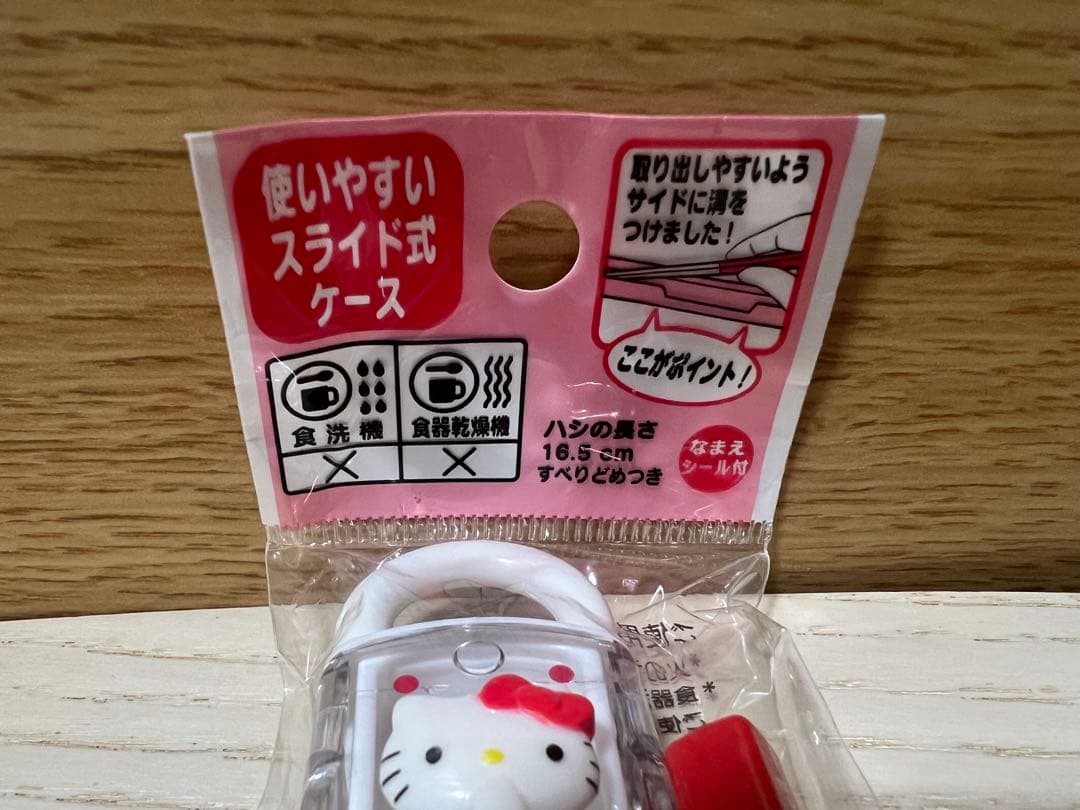 使いやすい
スライド式
ケース
取り出しやすいよう
サイドに溝を
つけました!
ここがポイント!
食洗機
食器乾燥機
×
×
ハシの長さ
16.5 cm
すべりどめつき
なまえ
シール付